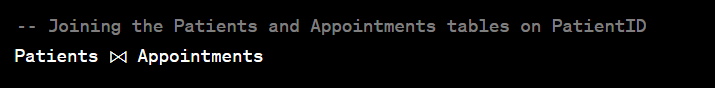 -- Joining the Patients and Appointments tables on PatientID
Patients ⋈ Appointments